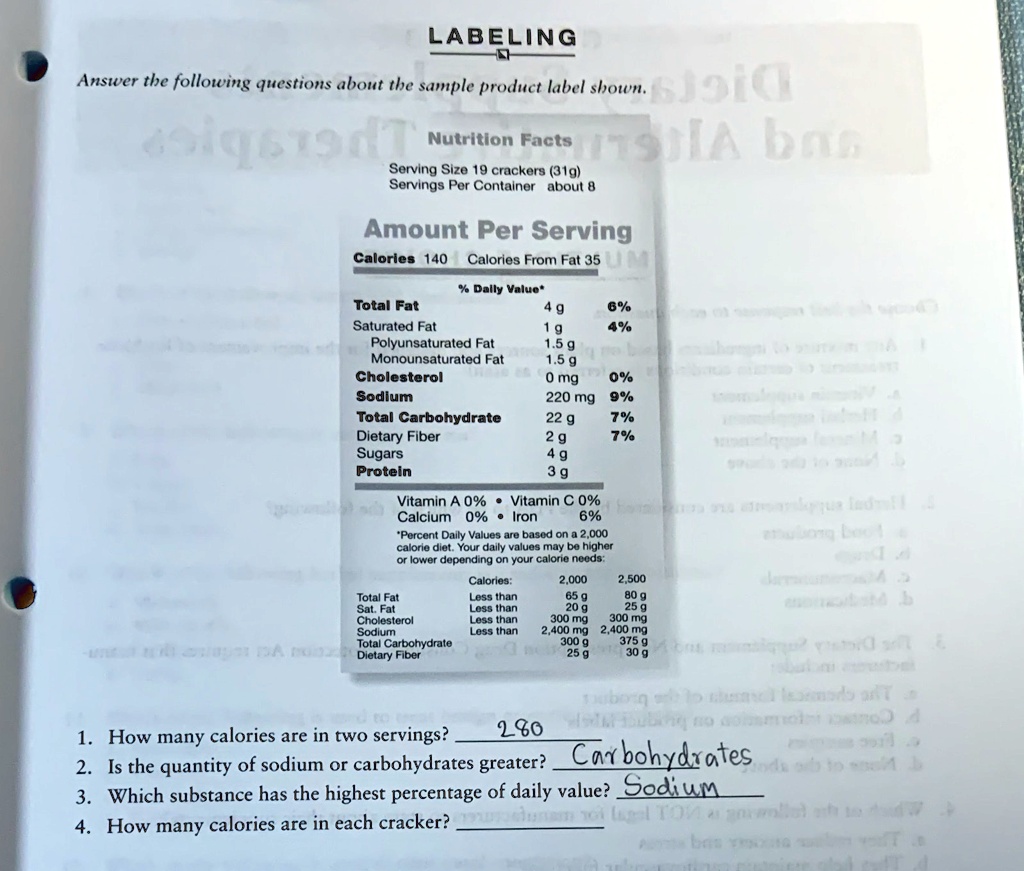 LABELING
Answer the following questions about the sample product label shown.
Nutrition Facts
Serving Size 19 crackers (31g)
Servings Per Container about 8
Amount Per Serving
Calories 140 Calories From Fat 35
% Daily Value*
Total Fat 4 g 6%
Saturated Fat 1 g 4%
Polyunsaturated Fat 1.5 g
Monounsaturated Fat 1.5 g
Cholesterol 0 mg 0%
Sodium 220 mg 9%
Total Carbohydrate 22 g 7%
Dietary Fiber 2 g 7%
Sugars 4 g
Protein 3 g
Vitamin A 0% • Vitamin C 0%
Calcium 0% • Iron 6%
*Percent Daily Values are based on a 2,000
calorie diet. Your daily values may be higher
or lower depending on your calorie needs:
Calories: 2,000 2,500
Total Fat Less than 65 g 80 g
Sat. Fat Less than 20 g 25 g
Cholesterol Less than 300 mg 300 mg
Sodium Less than 2,400 mg 2,400 mg
Total Carbohydrate 300 g 375 g
Dietary Fiber 25 g 30 g
1. How many calories are in two servings? 280
2. Is the quantity of sodium or carbohydrates greater? Carbohydrates
3. Which substance has the highest percentage of daily value? Sodium
4. How many calories are in each cracker?